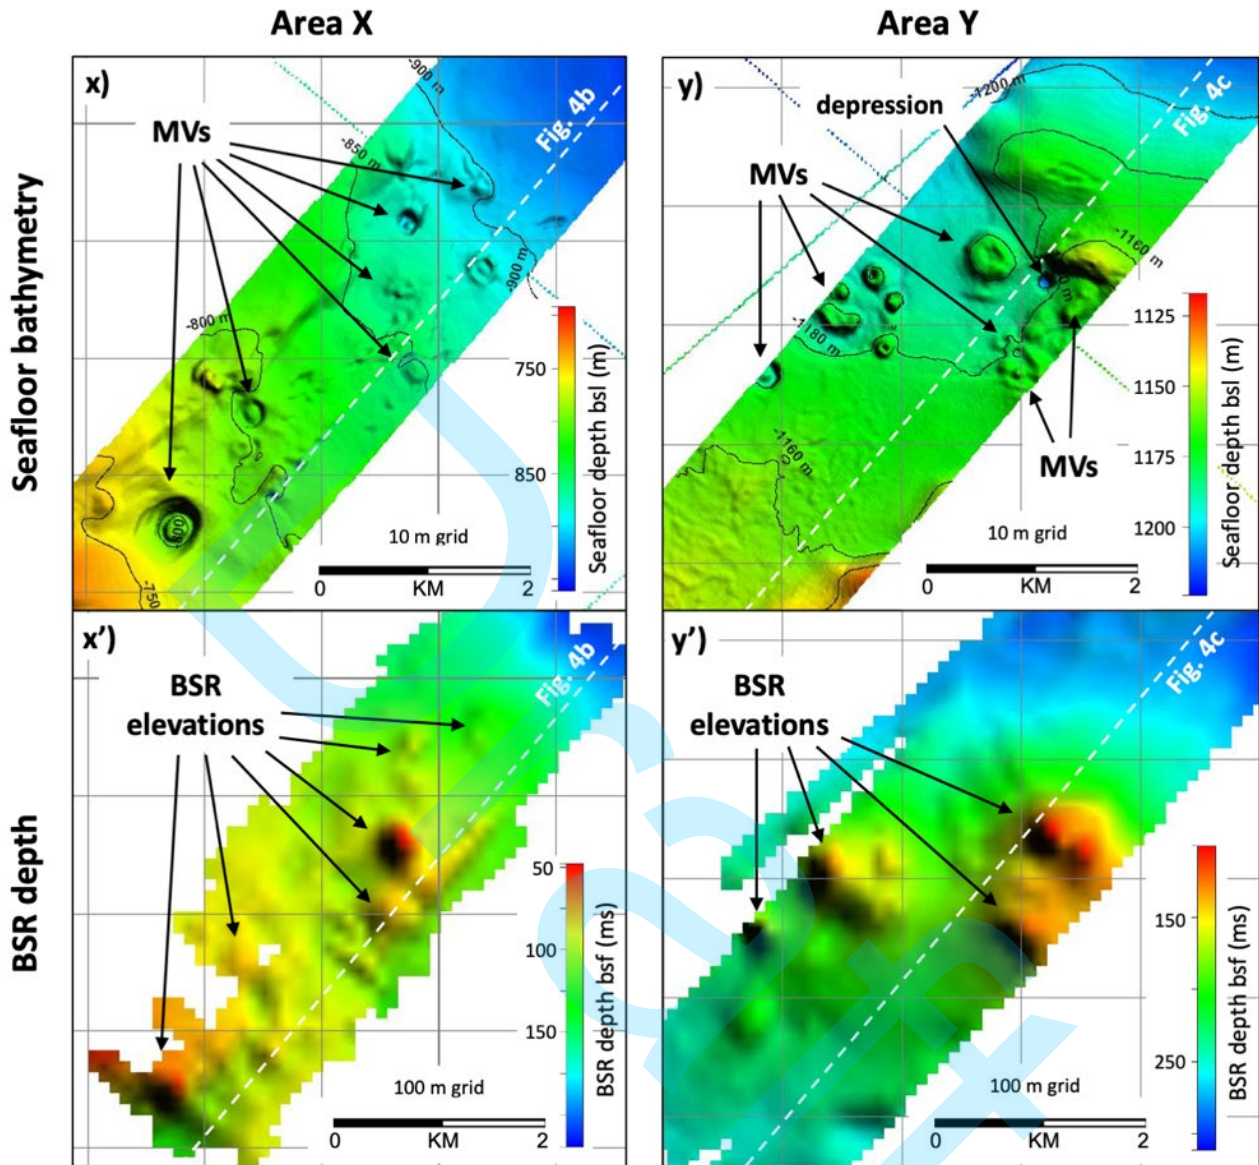 Area X
Area Y
Seafloor bathymetry
BSR depth
x)
MVs
-900 m
-850 m
Fig. 4b
-900 m
-800 m
-800
-750
750
850
Seafloor depth bsl (m)
10 m grid
0
KM
2
y)
depression
-1200 m
Fig. 4c
MVs
-1160 m
-1180 m
-1160 m
MVs
1125
1150
1175
1200
Seafloor depth bsl (m)
10 m grid
0
KM
2
x’)
BSR
elevations
Fig. 4b
50
100
150
BSR depth bsf (ms)
100 m grid
0
KM
2
y’)
BSR
elevations
Fig. 4c
150
250
BSR depth bsf (ms)
100 m grid
0
KM
2